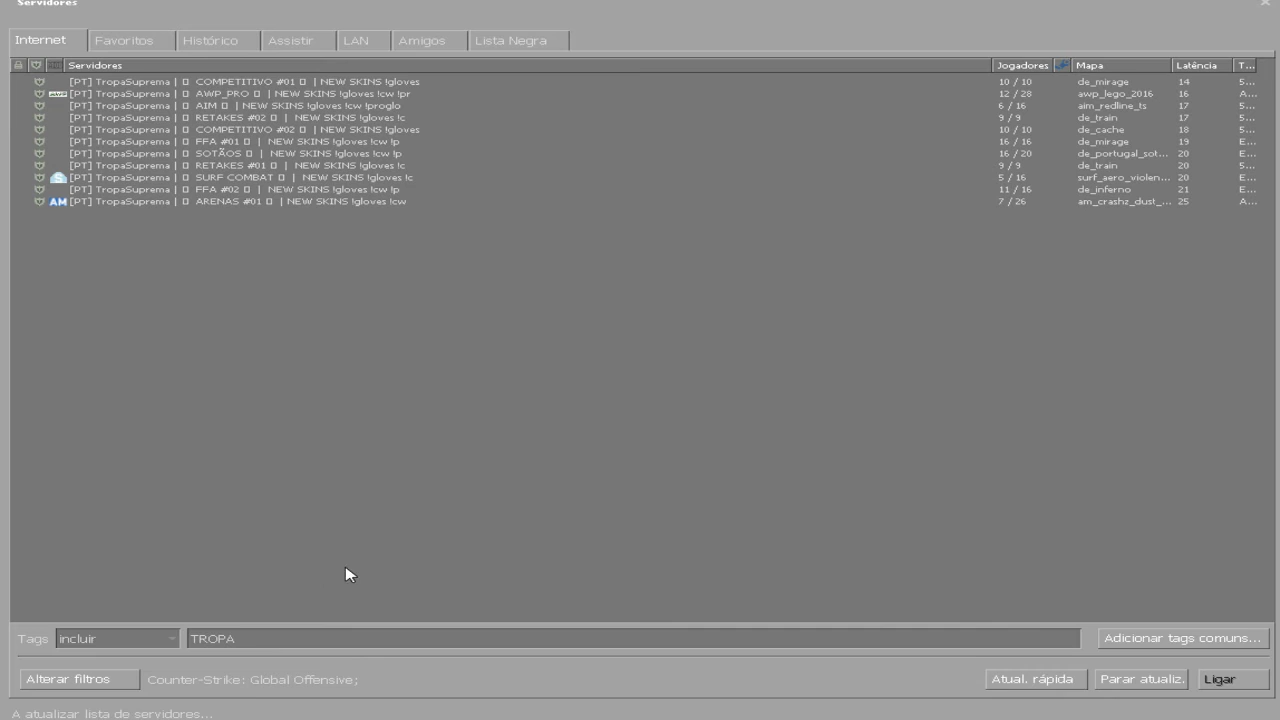 Servidores
Internet Favoritos Histórico Assistir LAN Amigos Lista Negra
Servidores Jogadores Mapa Latência T...
[PT] TropaSuprema | ▯ COMPETITIVO #01 ▯ | NEW SKINS !gloves 10 / 10 de_mirage 14 5...
AWP [PT] TropaSuprema | ▯ AWP_PRO ▯ | NEW SKINS !gloves !cw !pr 12 / 28 awp_lego_2016 16 A...
[PT] TropaSuprema | ▯ AIM ▯ | NEW SKINS !gloves !cw !proglo 6 / 16 aim_redline_ts 17 5...
[PT] TropaSuprema | ▯ RETAKES #02 ▯ | NEW SKINS !gloves !c 9 / 9 de_train 17 5...
[PT] TropaSuprema | ▯ COMPETITIVO #02 ▯ | NEW SKINS !gloves 10 / 10 de_cache 18 5...
[PT] TropaSuprema | ▯ FFA #01 ▯ | NEW SKINS !gloves !cw !p 16 / 16 de_mirage 19 E...
[PT] TropaSuprema | ▯ SOTÃOS ▯ | NEW SKINS !gloves !cw !p 16 / 20 de_portugal_sot... 20 E...
[PT] TropaSuprema | ▯ RETAKES #01 ▯ | NEW SKINS !gloves !c 9 / 9 de_train 20 5...
S [PT] TropaSuprema | ▯ SURF COMBAT ▯ | NEW SKINS !gloves !c 5 / 16 surf_aero_violen... 20 E...
[PT] TropaSuprema | ▯ FFA #02 ▯ | NEW SKINS !gloves !cw !p 11 / 16 de_inferno 21 E...
AM [PT] TropaSuprema | ▯ ARENAS #01 ▯ | NEW SKINS !gloves !cw 7 / 26 am_crashz_dust_... 25 A...
Tags incluir TROPA Adicionar tags comuns...
Alterar filtros Counter-Strike: Global Offensive; Atual. rápida Parar atualiz. Ligar
A atualizar lista de servidores...